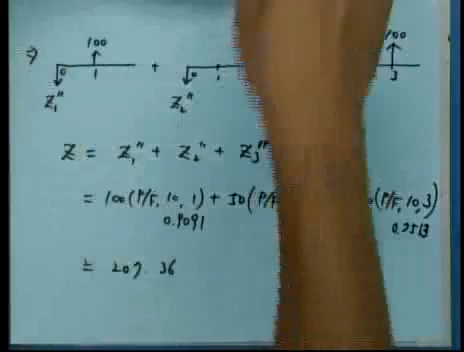 ⇒) 100 100
0 1 + 0 1 3
Z₁" Z₂"
Z = Z₁" + Z₂" + Z₃"
= 100 (P/F, 10, 1) + 50 (P/F (P/F, 10, 3)
0.9091 0.7513
≐ 207.36